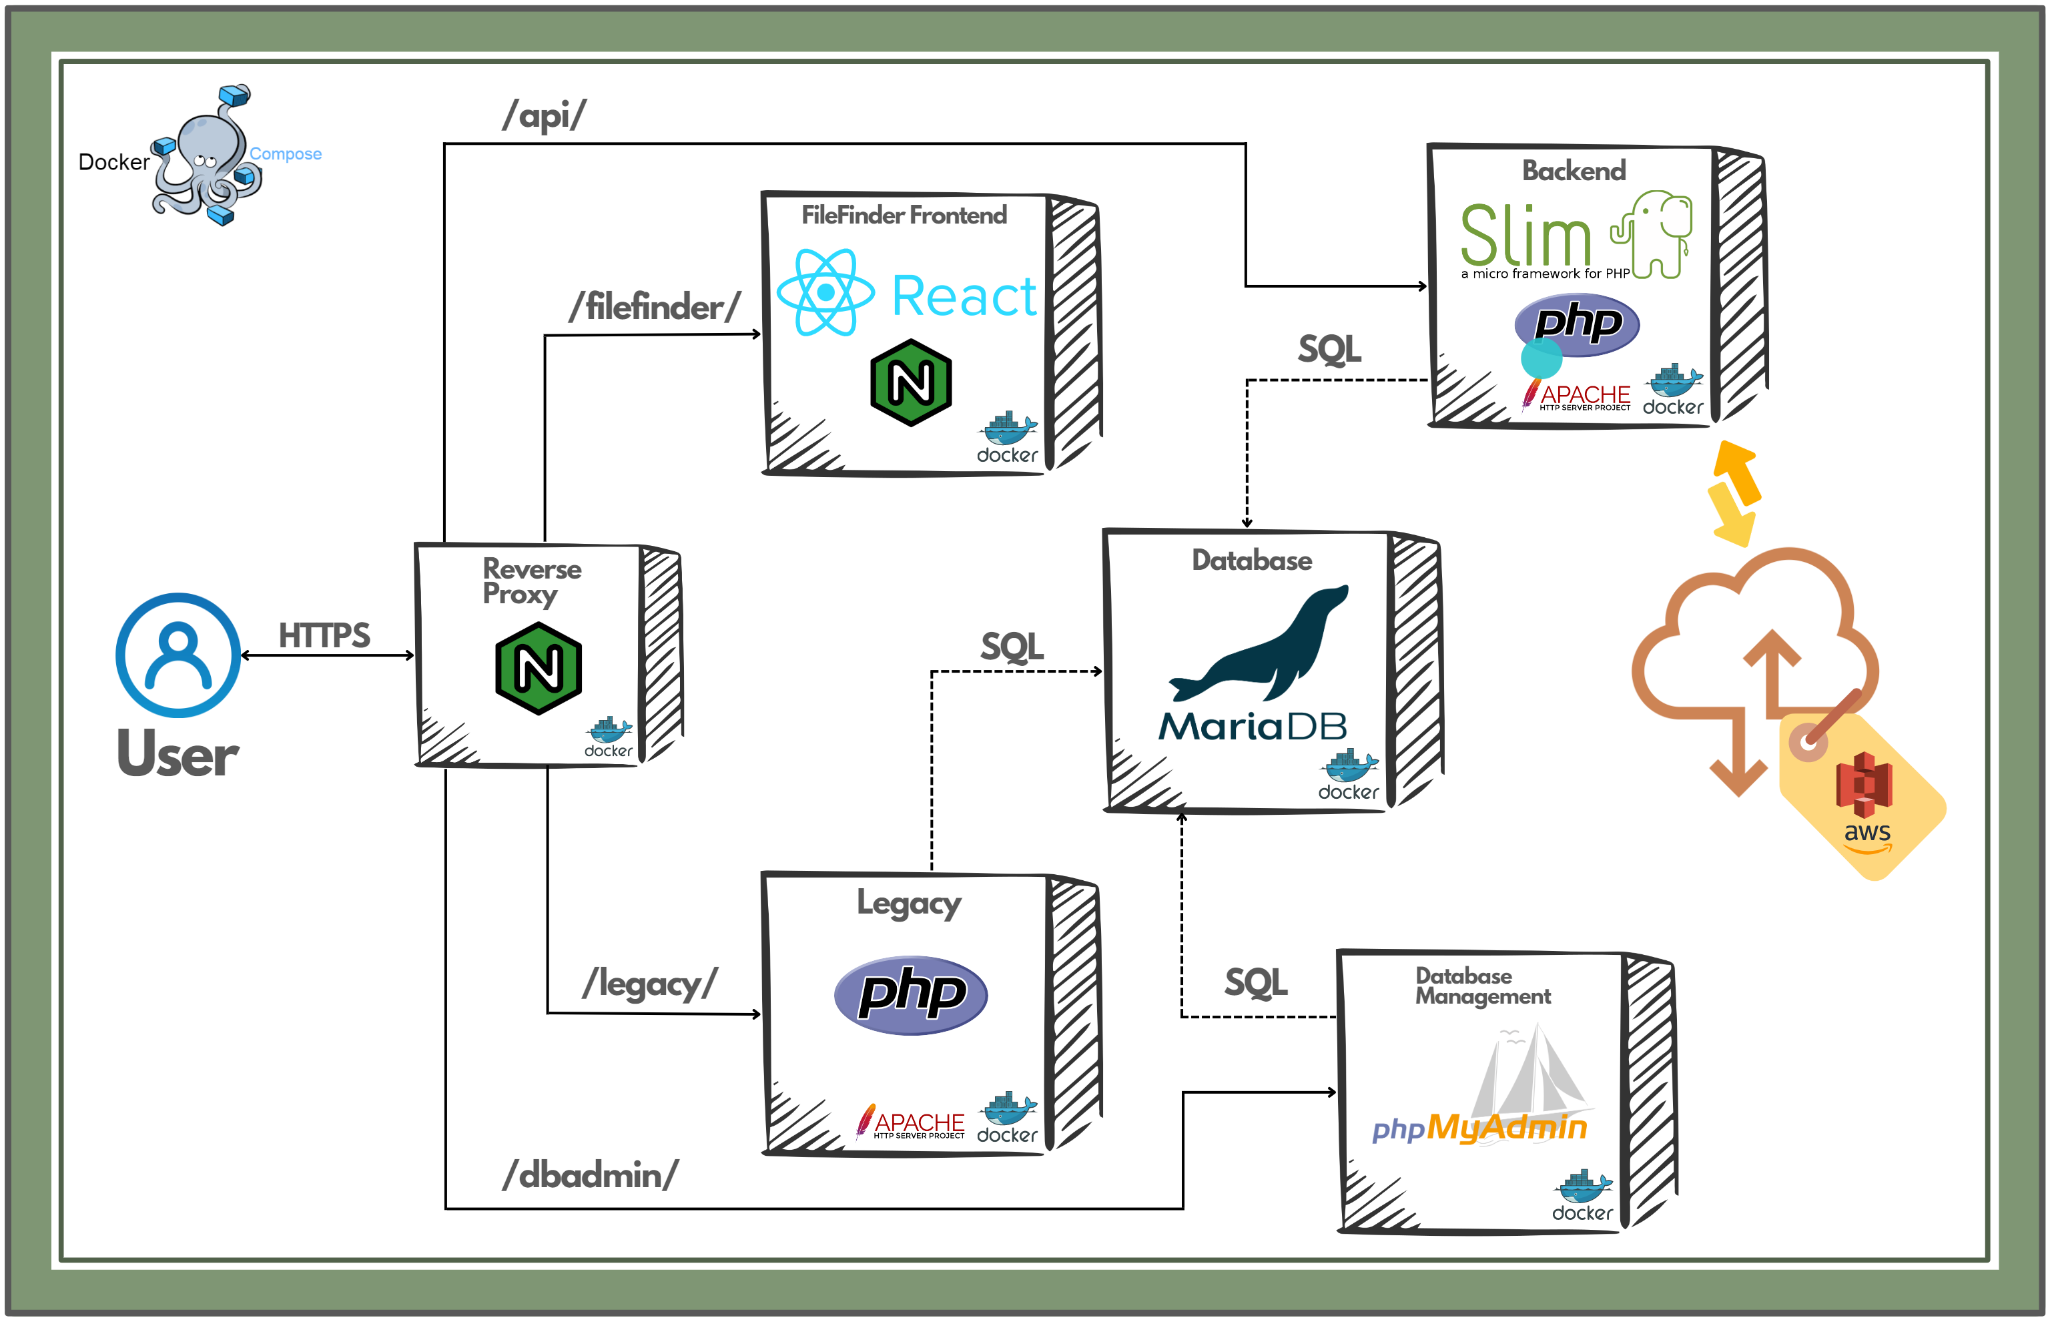 Docker
Compose
/api/
Backend
Slim
a micro framework for PHP
php
APACHE
HTTP SERVER PROJECT
docker
FileFinder Frontend
React
N
docker
/filefinder/
SQL
Reverse
Proxy
N
docker
HTTPS
User
Database
MariaDB
docker
SQL
aws
Legacy
php
APACHE
HTTP SERVER PROJECT
docker
/legacy/
SQL
Database
Management
phpMyAdmin
docker
/dbadmin/